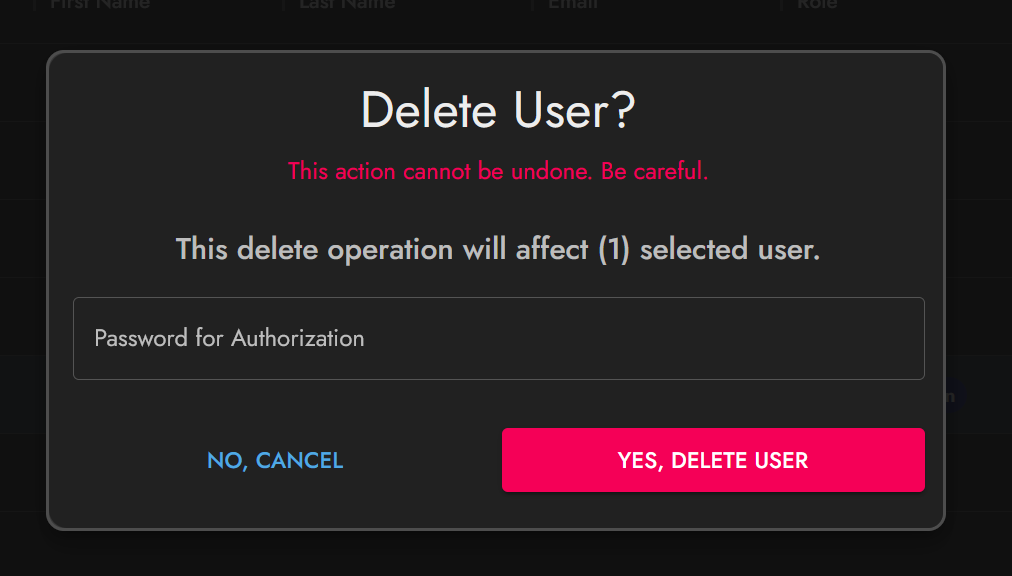 First Name Last Name Email Role
Delete User?
This action cannot be undone. Be careful.
This delete operation will affect (1) selected user.
Password for Authorization
NO, CANCEL YES, DELETE USER